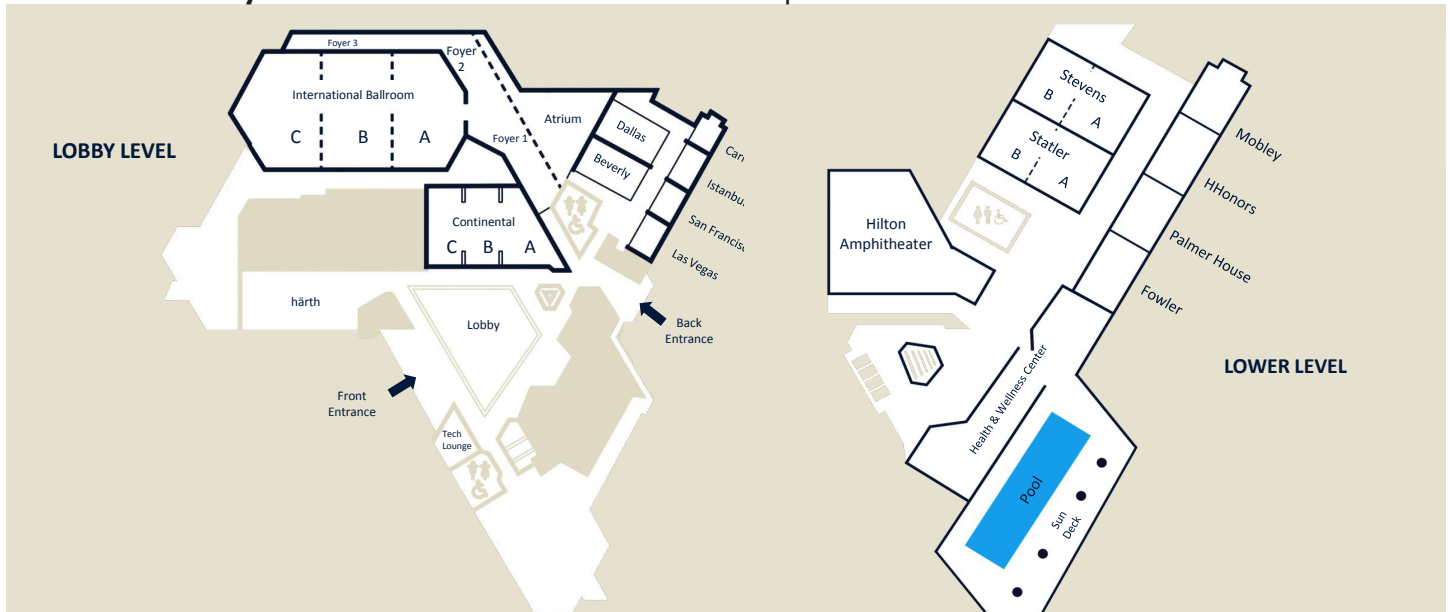 LOBBY LEVEL
Foyer 3
Foyer
2
International Ballroom
C
B
A
Foyer 1
Atrium
Dallas
Beverly
Istanbu
San Francisc
Las Vegas
Continental
C
B
A
härth
Lobby
Back
Entrance
Front
Entrance
Tech
Lounge
LOWER LEVEL
Stevens
B
A
Statler
B
A
Mobley
HHonors
Palmer House
Fowler
Hilton
Amphitheater
Health & Wellness Center
Pool
Sun
Deck